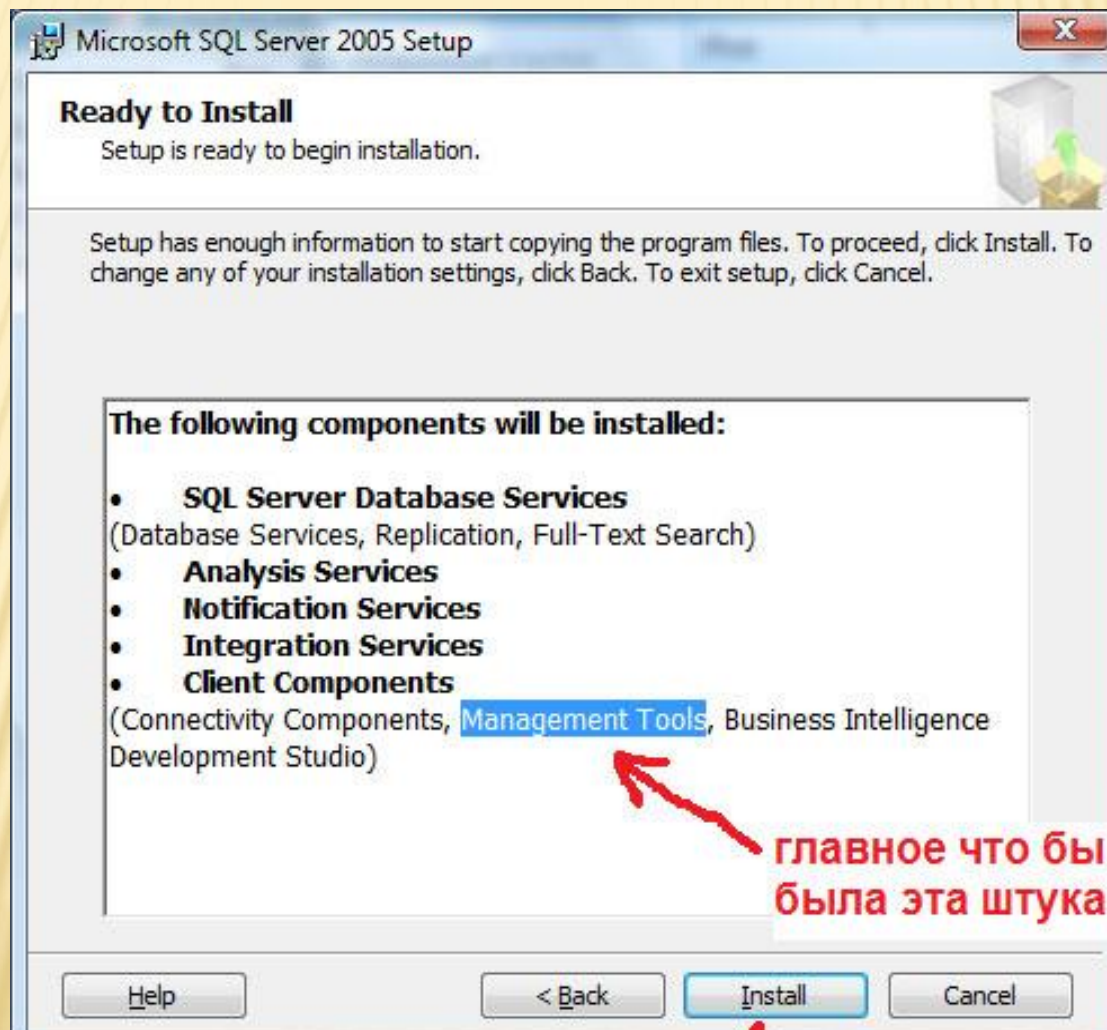 Microsoft SQL Server 2005 Setup
Ready to Install
Setup is ready to begin installation.
Setup has enough information to start copying the program files. To proceed, click Install. To
change any of your installation settings, click Back. To exit setup, click Cancel.
The following components will be installed:
• SQL Server Database Services
(Database Services, Replication, Full-Text Search)
• Analysis Services
• Notification Services
• Integration Services
• Client Components
(Connectivity Components, Management Tools, Business Intelligence
Development Studio)
главное что бы
была эта штука
Help
< Back
Install
Cancel